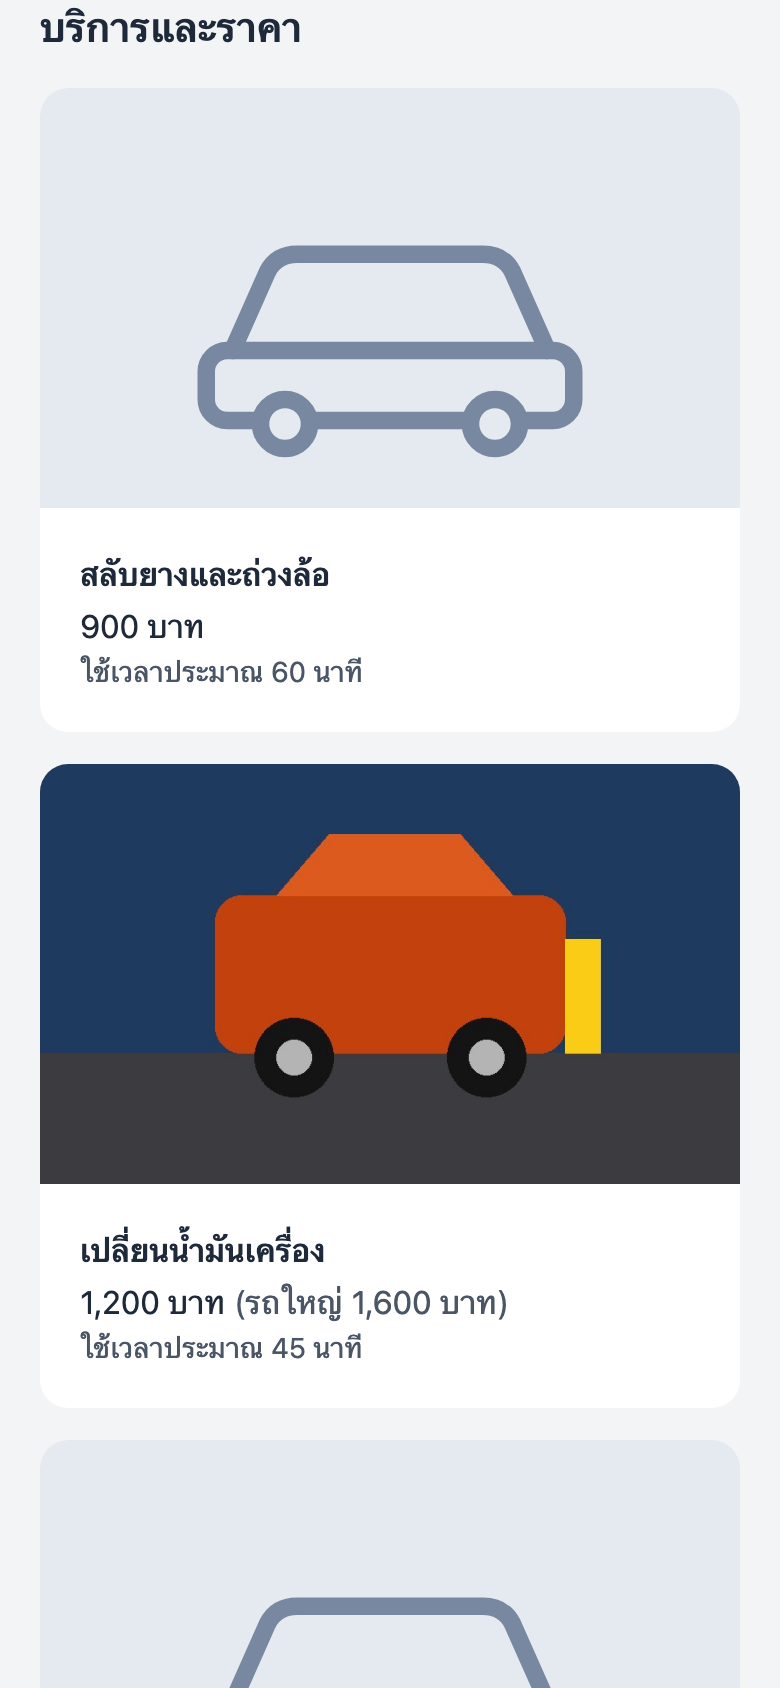 บริการและราคา
สลับยางและถ่วงล้อ
900 บาท
ใช้เวลาประมาณ 60 นาที
เปลี่ยนน้ำมันเครื่อง
1,200 บาท (รถใหญ่ 1,600 บาท)
ใช้เวลาประมาณ 45 นาที